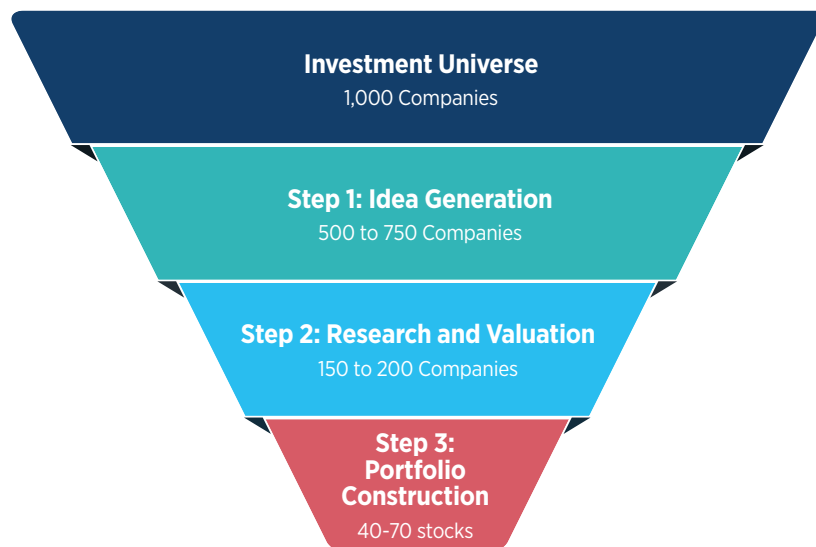 Investment Universe
1,000 Companies
Step 1: Idea Generation
500 to 750 Companies
Step 2: Research and Valuation
150 to 200 Companies
Step 3:
Portfolio
Construction
40-70 stocks